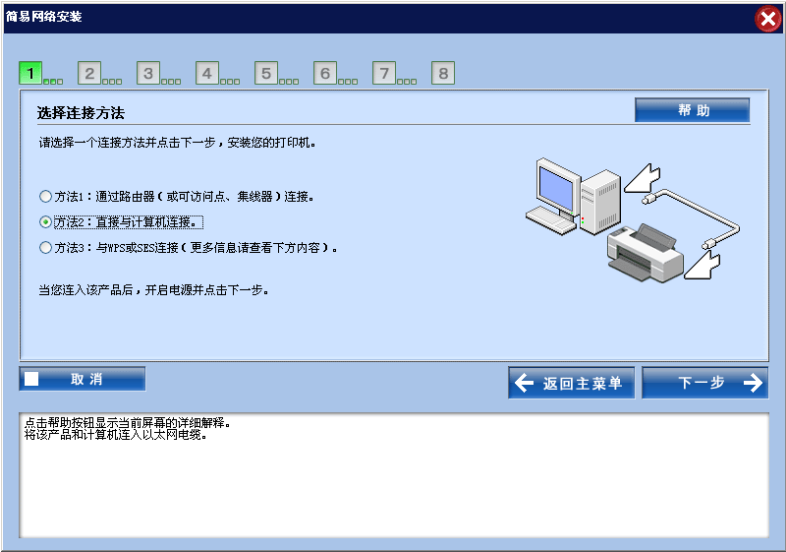 简易网络安装
1 2 3 4 5 6 7 8
选择连接方法
帮助
请选择一个连接方法并点击下一步，安装您的打印机。
方法1：通过路由器（或可访问点、集线器）连接。
方法2：直接与计算机连接。
方法3：与WPS或SES连接（更多信息请查看下方内容）。
当您连入该产品后，开启电源并点击下一步。
取消
返回主菜单
下一步
点击帮助按钮显示当前屏幕的详细解释。
将该产品和计算机连入以太网电缆。